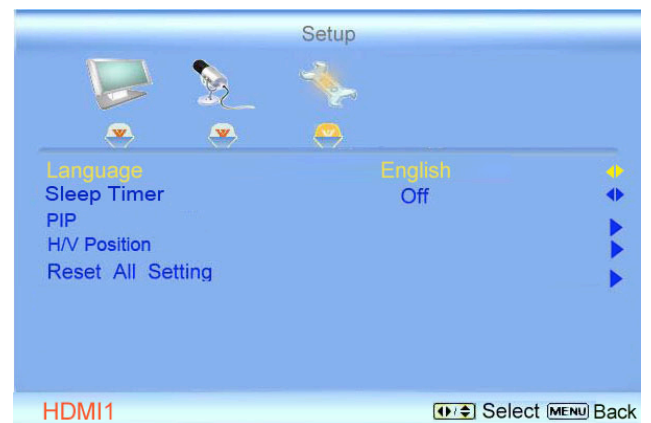 Setup
Language English
Sleep Timer Off
PIP
H/V Position
Reset All Setting
HDMI1 Select MENU Back